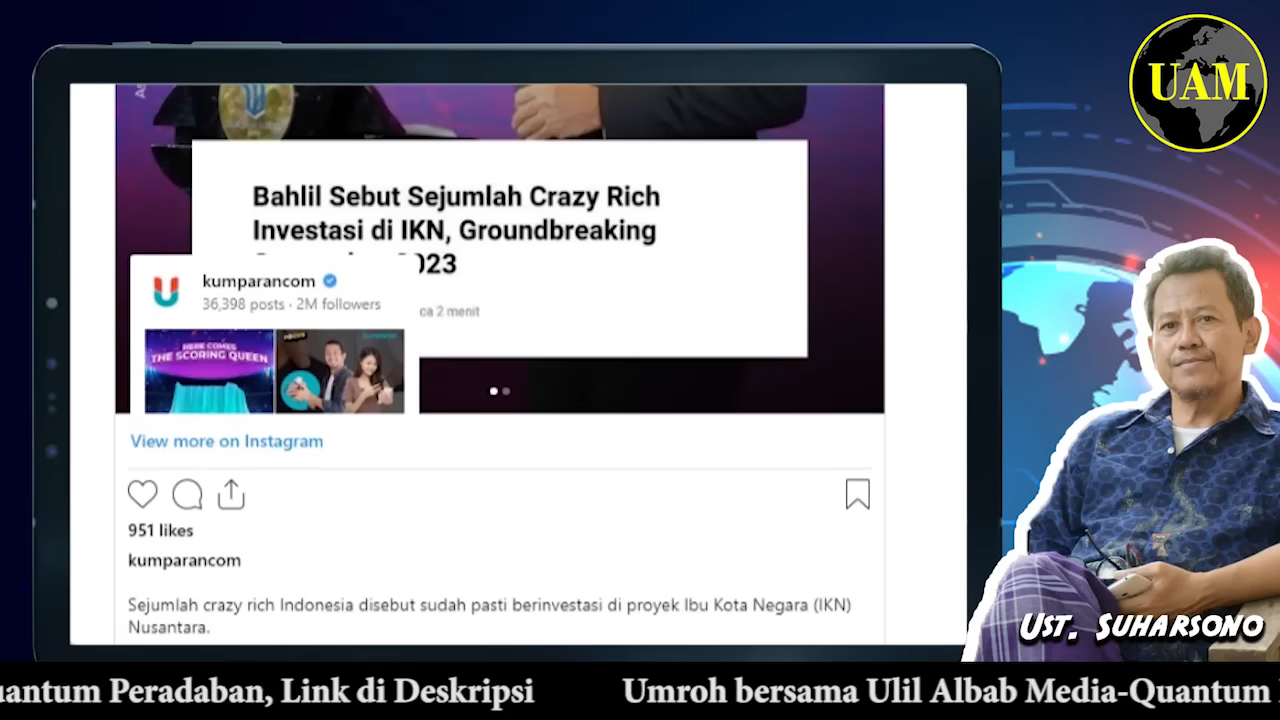 UAM
Bahlil Sebut Sejumlah Crazy Rich
Investasi di IKN, Groundbreaking
023
ca 2 menit
kumparancom
36,398 posts · 2M followers
HERE COMES
THE SCORING QUEEN
View more on Instagram
951 likes
kumparancom
Sejumlah crazy rich Indonesia disebut sudah pasti berinvestasi di proyek Ibu Kota Negara (IKN)
Nusantara.
UST. SUHARSONO
uantum Peradaban, Link di Deskripsi Umroh bersama Ulil Albab Media-Quantum